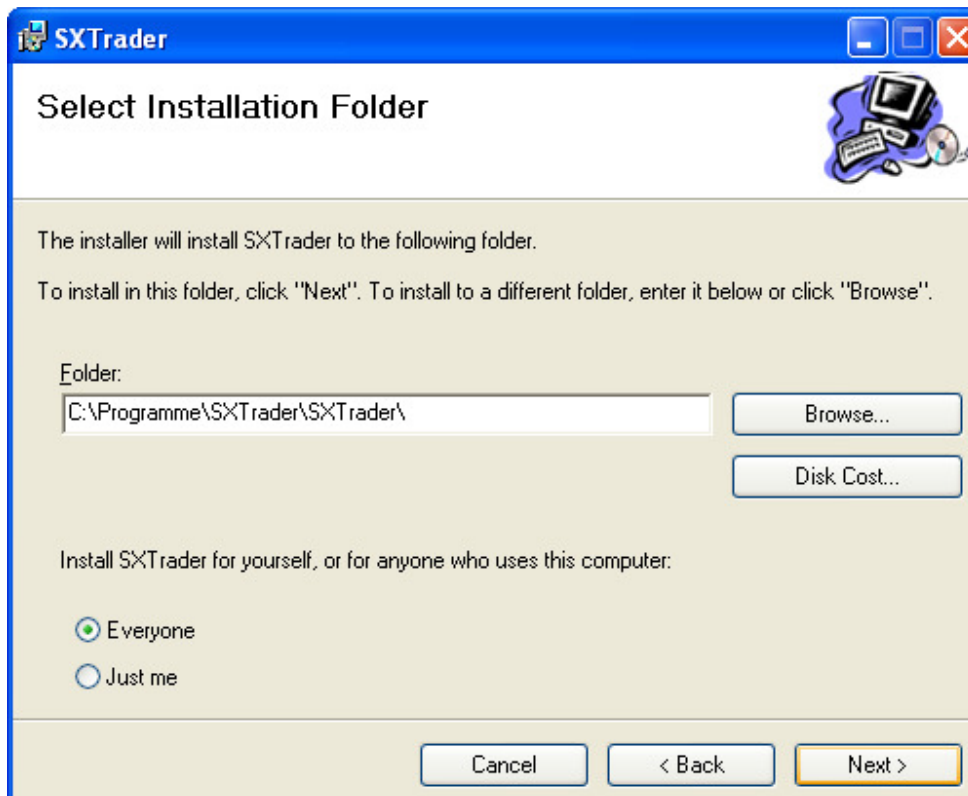 SXTrader
Select Installation Folder
The installer will install SXTrader to the following folder.
To install in this folder, click "Next". To install to a different folder, enter it below or click "Browse".
Folder:
C:\Programme\SXTrader\SXTrader\
Browse...
Disk Cost...
Install SXTrader for yourself, or for anyone who uses this computer:
Everyone
Just me
Cancel
< Back
Next >